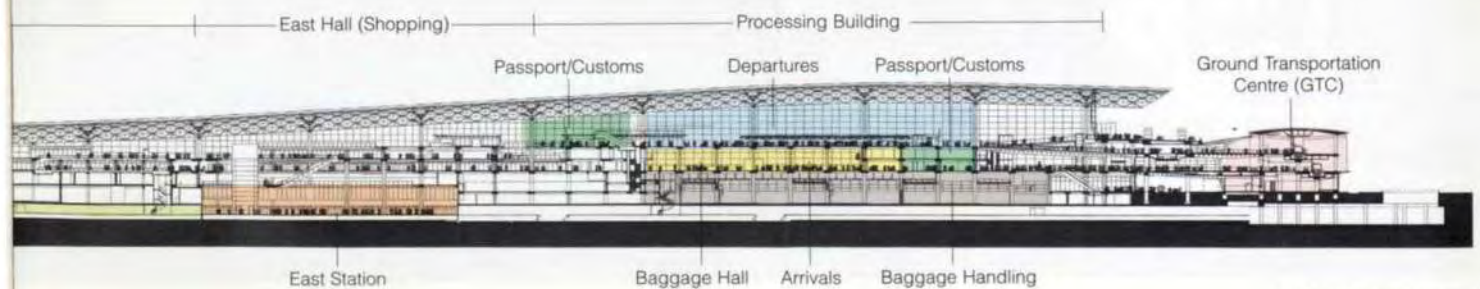 East Hall (Shopping)
Processing Building
Passport/Customs
Departures
Passport/Customs
Ground Transportation
Centre (GTC)
East Station
Baggage Hall
Arrivals
Baggage Handling